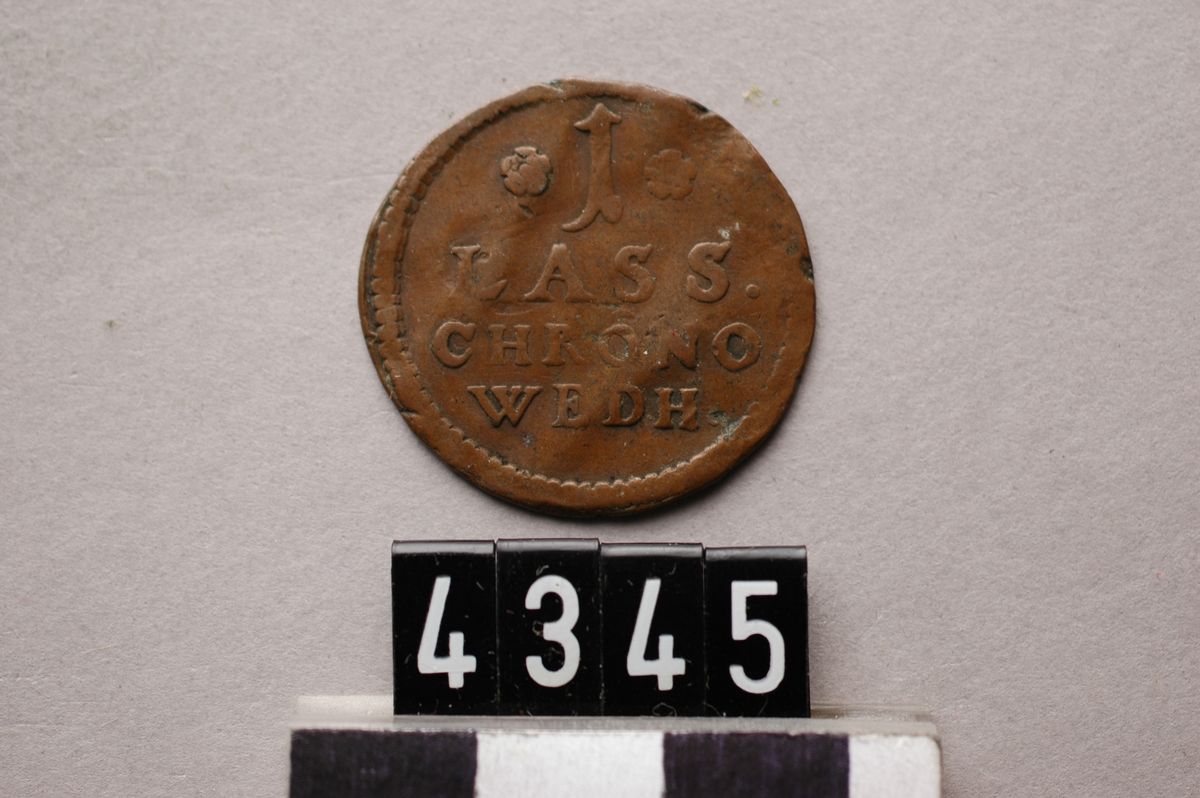 1
LASS.
CHRONO
WEDH.
4345